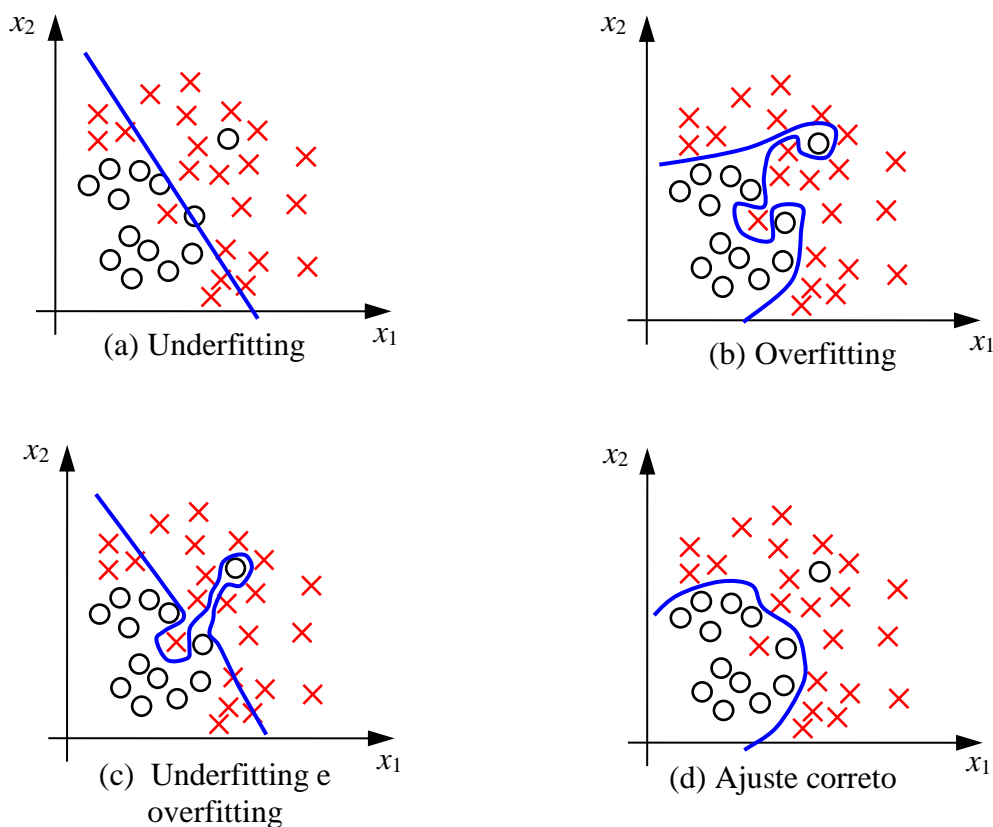 x2
x1
(a) Underfitting
x2
x1
(b) Overfitting
x2
x1
(c) Underfitting e
overfitting
x2
x1
(d) Ajuste correto